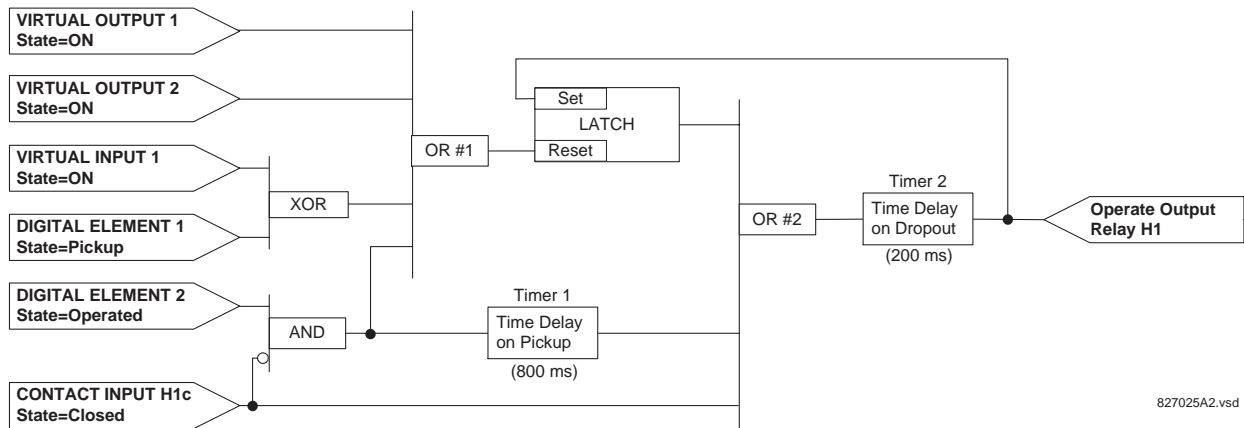 VIRTUAL OUTPUT 1
State=ON
VIRTUAL OUTPUT 2
State=ON
VIRTUAL INPUT 1
State=ON
DIGITAL ELEMENT 1
State=Pickup
DIGITAL ELEMENT 2
State=Operated
CONTACT INPUT H1c
State=Closed
XOR
AND
OR #1
Set
LATCH
Reset
Timer 1
Time Delay
on Pickup
(800 ms)
OR #2
Timer 2
Time Delay
on Dropout
(200 ms)
Operate Output
Relay H1
827025A2.vsd